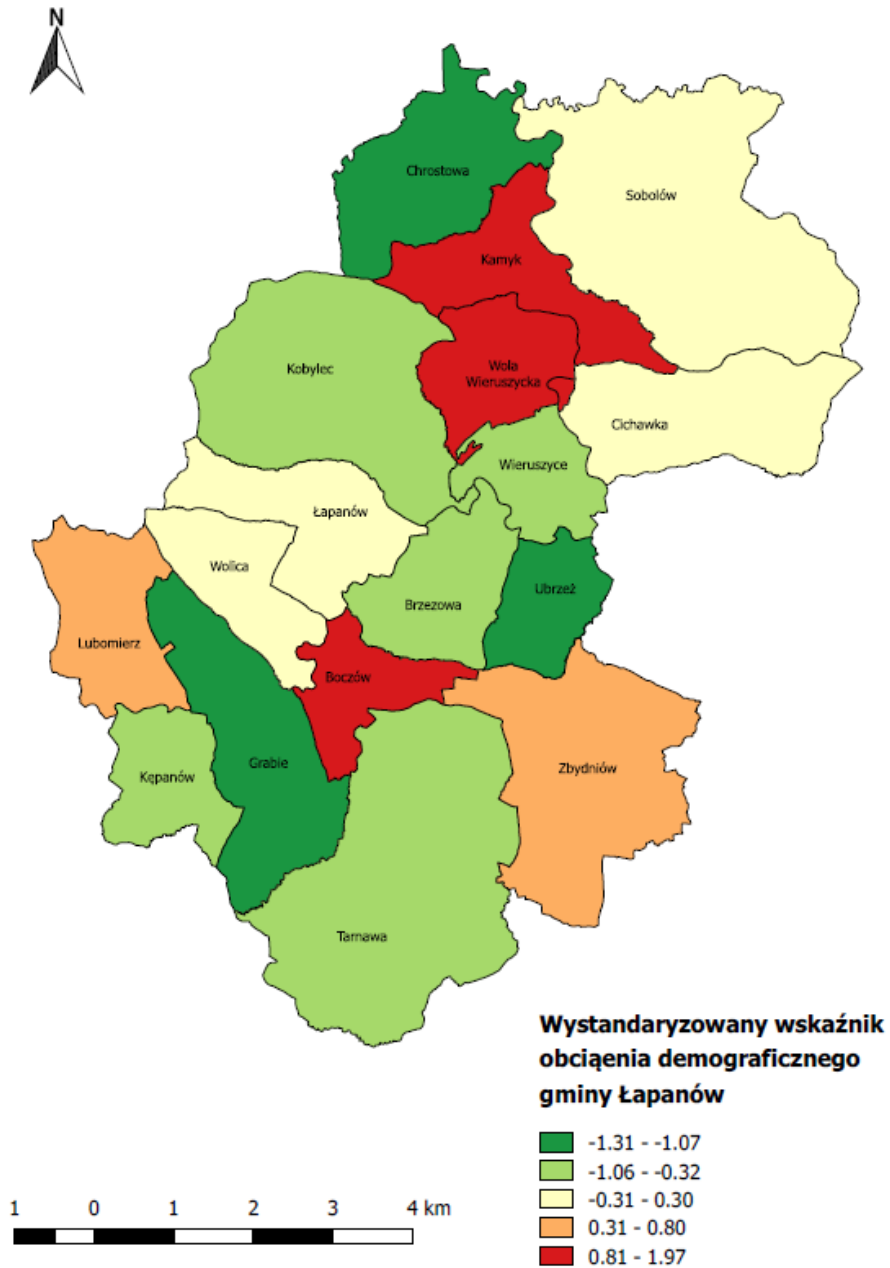 N
Chrostowa
Sobolów
Kamyk
Kobylec
Wola
Wieruszycka
Cichawka
Wieruszyce
Łapanów
Wolica
Ubrzeż
Brzezowa
Lubomierz
Boczów
Grabie
Zbydniów
Kępanów
Tarnawa
Wystandaryzowany wskaźnik
obciąenia demograficznego
gminy Łapanów
-1.31 - -1.07
-1.06 - -0.32
-0.31 - 0.30
0.31 - 0.80
0.81 - 1.97
1 0 1 2 3 4 km